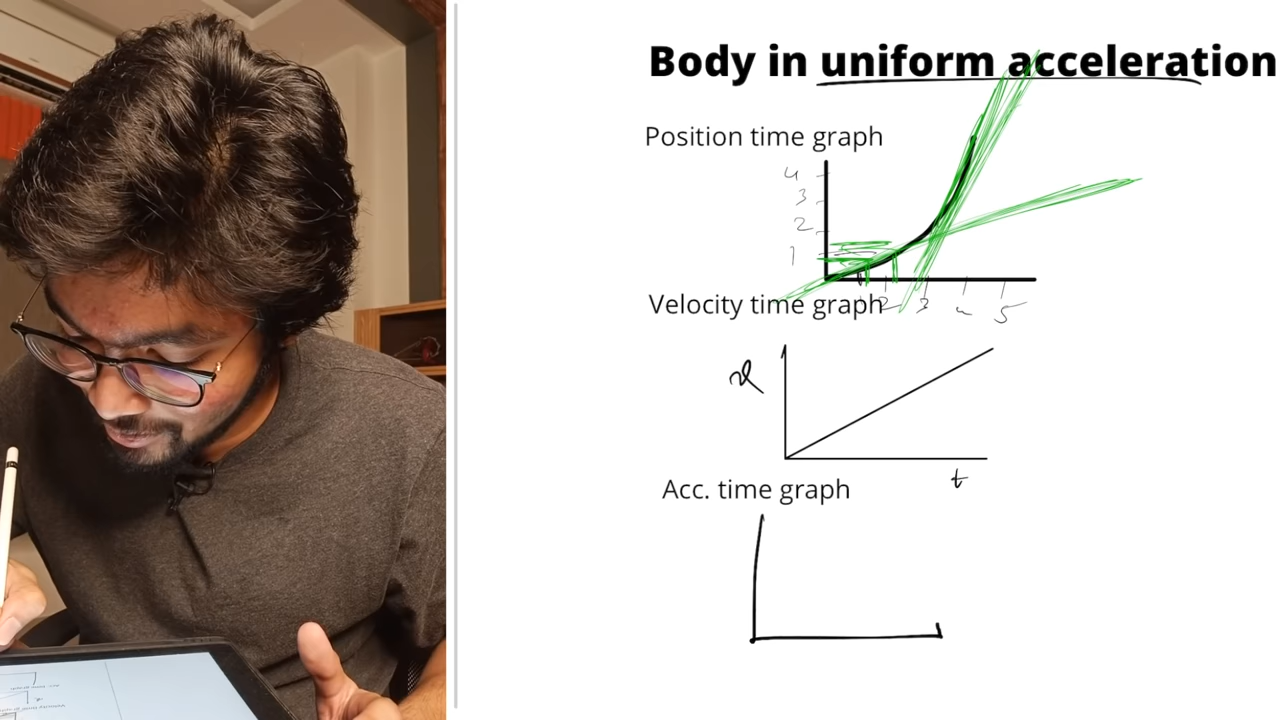 Body in uniform acceleration
Position time graph
4
3
2
1
2 3 4 5
Velocity time graph
v
t
Acc. time graph